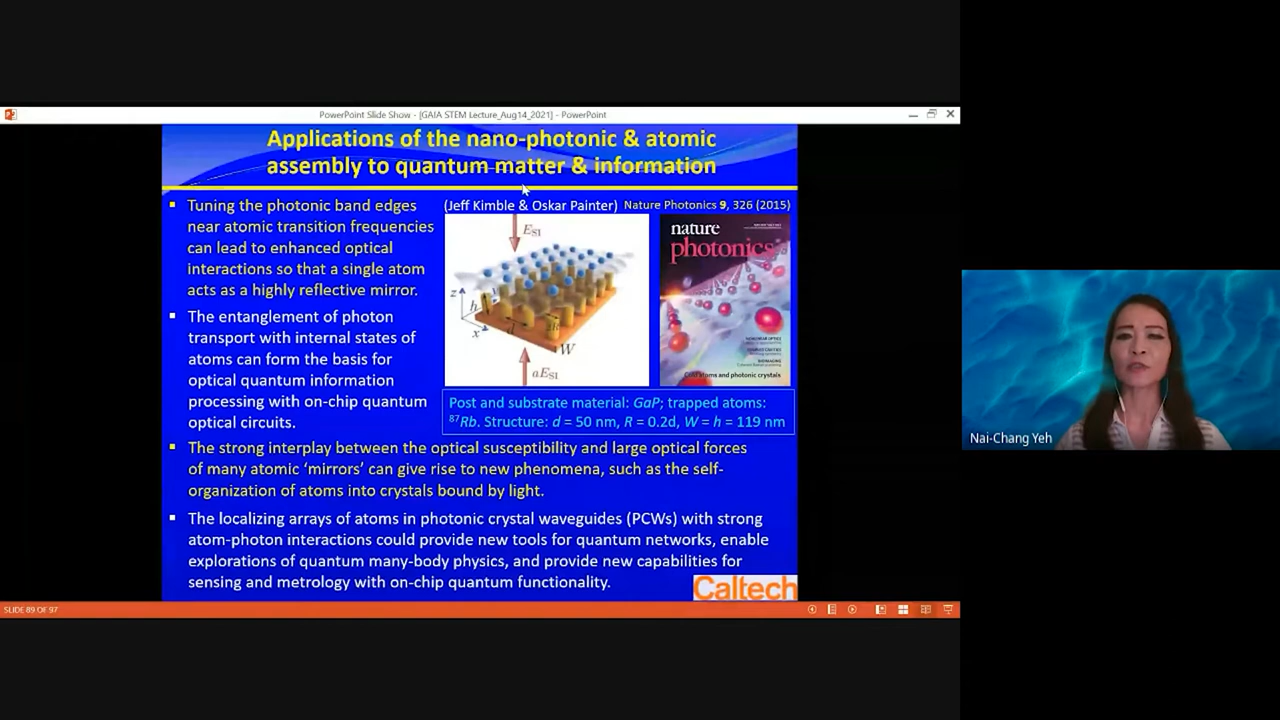 PowerPoint Slide Show - [GAIA STEM Lecture_Aug14_2021] - PowerPoint
Applications of the nano-photonic & atomic
assembly to quantum matter & information
Tuning the photonic band edges
near atomic transition frequencies
can lead to enhanced optical
interactions so that a single atom
acts as a highly reflective mirror.
The entanglement of photon
transport with internal states of
atoms can form the basis for
optical quantum information
processing with on-chip quantum
optical circuits.
(Jeff Kimble & Oskar Painter) Nature Photonics 9, 326 (2015)
E_SI
z
h
x
d
2R
W
aE_SI
nature
photonics
Cold atoms and photonic crystals
Post and substrate material: GaP; trapped atoms:
⁸⁷Rb. Structure: d = 50 nm, R = 0.2d, W = h = 119 nm
The strong interplay between the optical susceptibility and large optical forces
of many atomic ‘mirrors’ can give rise to new phenomena, such as the self-
organization of atoms into crystals bound by light.
The localizing arrays of atoms in photonic crystal waveguides (PCWs) with strong
atom-photon interactions could provide new tools for quantum networks, enable
explorations of quantum many-body physics, and provide new capabilities for
sensing and metrology with on-chip quantum functionality.
Caltech
SLIDE 89 OF 97
Nai-Chang Yeh